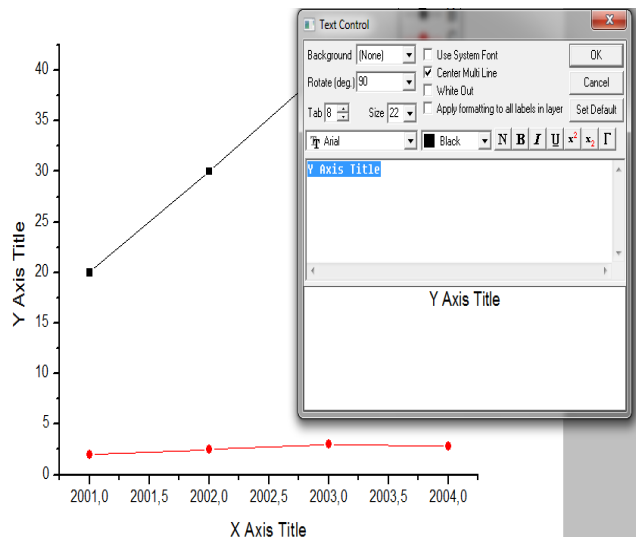 Text Control
X
Background (None)
Use System Font
OK
Rotate (deg.) 90
Center Multi Line
Cancel
White Out
Tab 8
Size 22
Apply formatting to all labels in layer
Set Default
Arial
Black
N B I U x² x₂ Γ
Y Axis Title
Y Axis Title
40
35
30
25
20
15
10
5
0
Y Axis Title
2001,0 2001,5 2002,0 2002,5 2003,0 2003,5 2004,0
X Axis Title